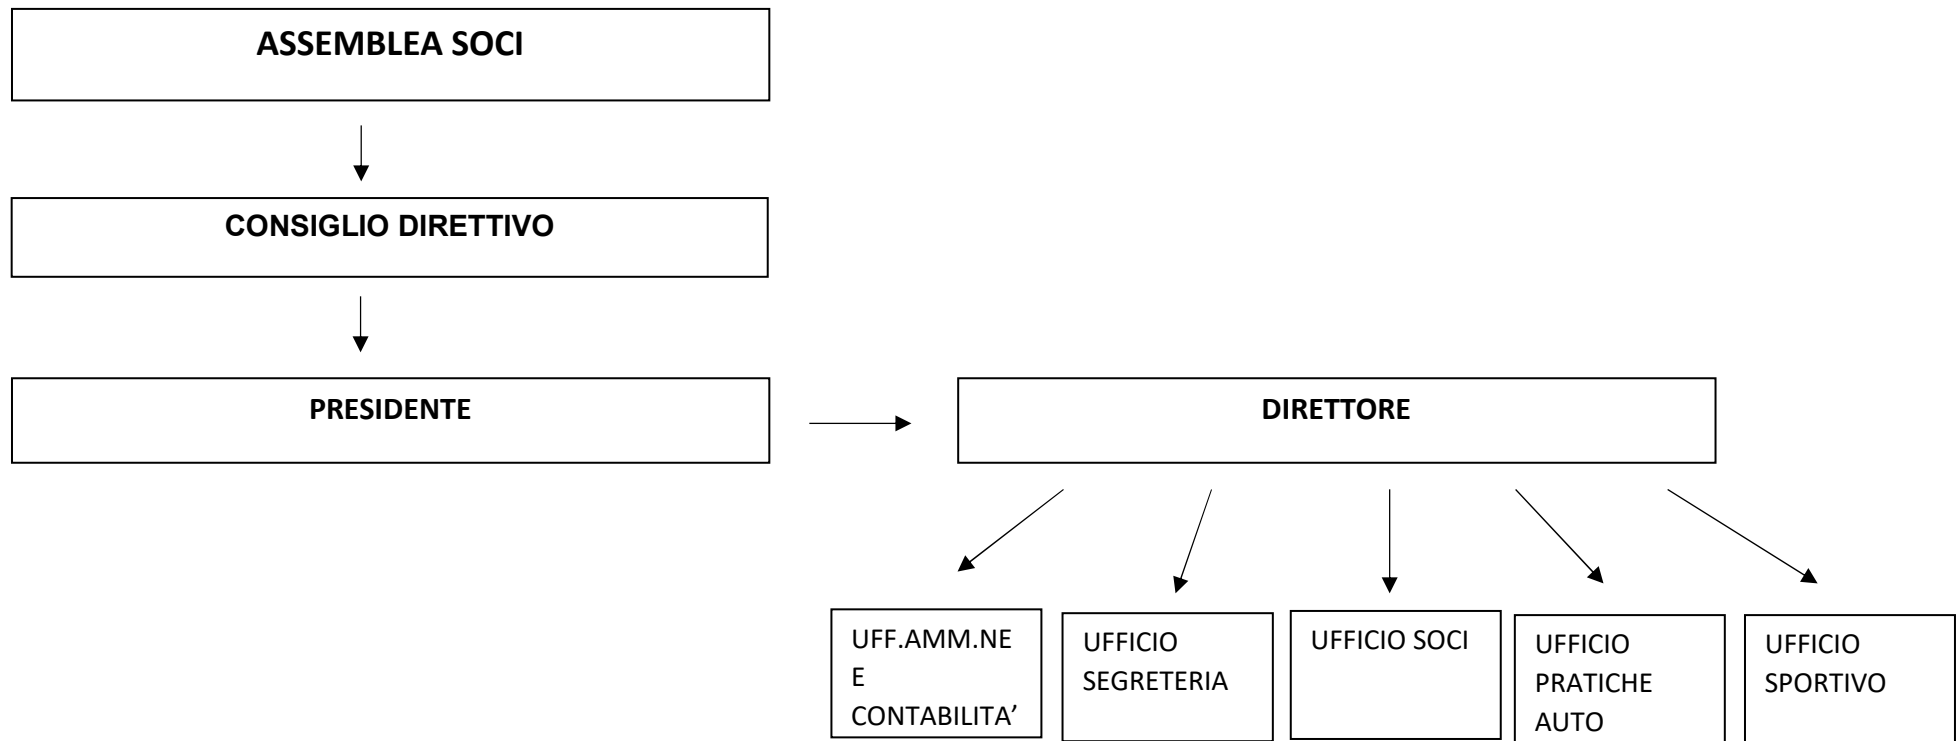 ASSEMBLEA SOCI
CONSIGLIO DIRETTIVO
PRESIDENTE
DIRETTORE
UFF.AMM.NE
E
CONTABILITA’
UFFICIO
SEGRETERIA
UFFICIO SOCI
UFFICIO
PRATICHE
AUTO
UFFICIO
SPORTIVO